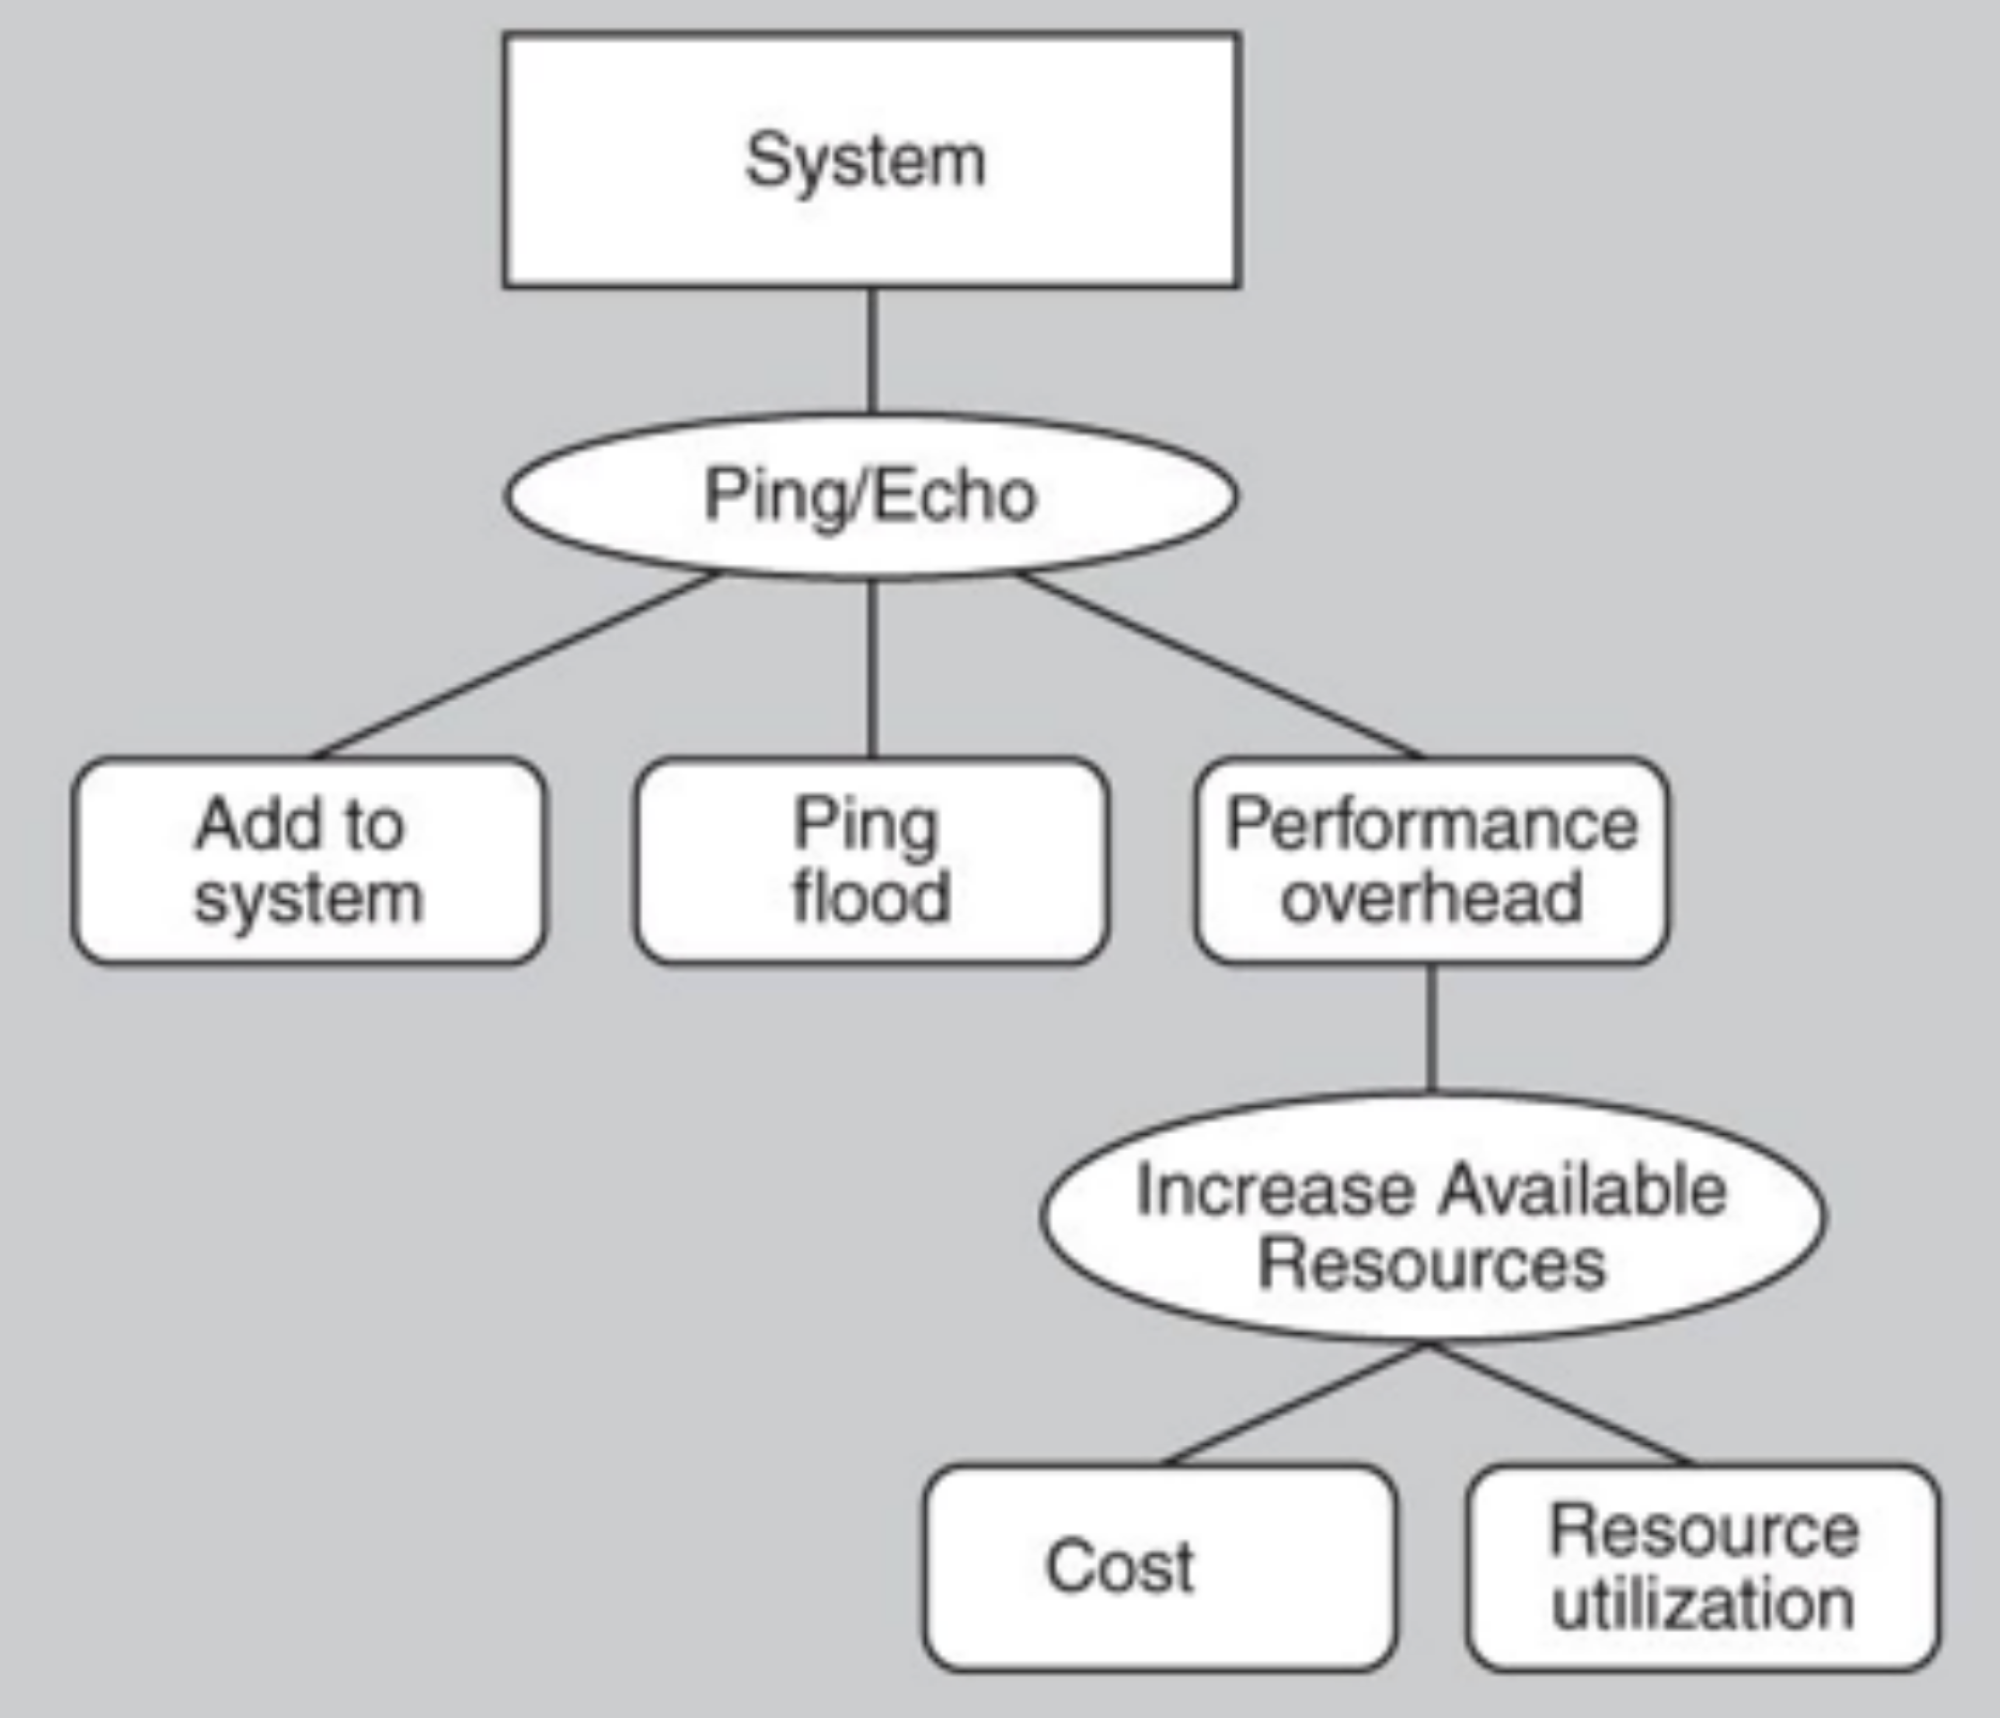 System
Ping/Echo
Add to
system
Ping
flood
Performance
overhead
Increase Available
Resources
Cost
Resource
utilization